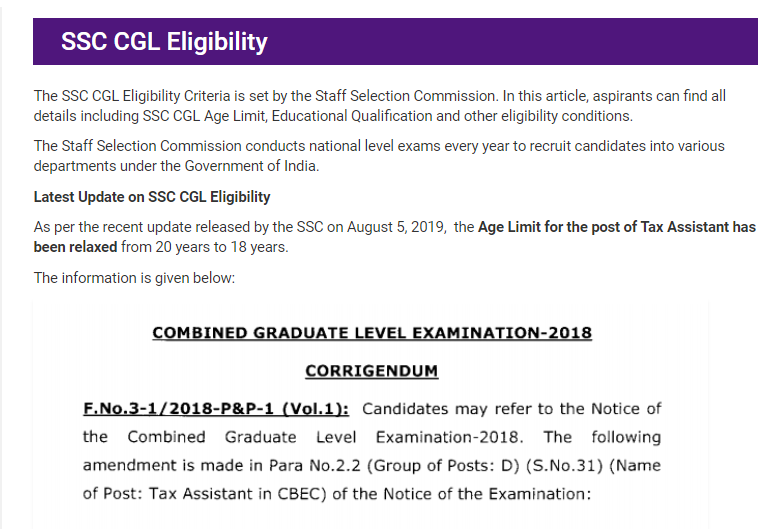 SSC CGL Eligibility
The SSC CGL Eligibility Criteria is set by the Staff Selection Commission. In this article, aspirants can find all
details including SSC CGL Age Limit, Educational Qualification and other eligibility conditions.
The Staff Selection Commission conducts national level exams every year to recruit candidates into various
departments under the Government of India.
Latest Update on SSC CGL Eligibility
As per the recent update released by the SSC on August 5, 2019, the Age Limit for the post of Tax Assistant has
been relaxed from 20 years to 18 years.
The information is given below:
COMBINED GRADUATE LEVEL EXAMINATION-2018
CORRIGENDUM
F.No.3-1/2018-P&P-1 (Vol.1): Candidates may refer to the Notice of
the Combined Graduate Level Examination-2018. The following
amendment is made in Para No.2.2 (Group of Posts: D) (S.No.31) (Name
of Post: Tax Assistant in CBEC) of the Notice of the Examination: